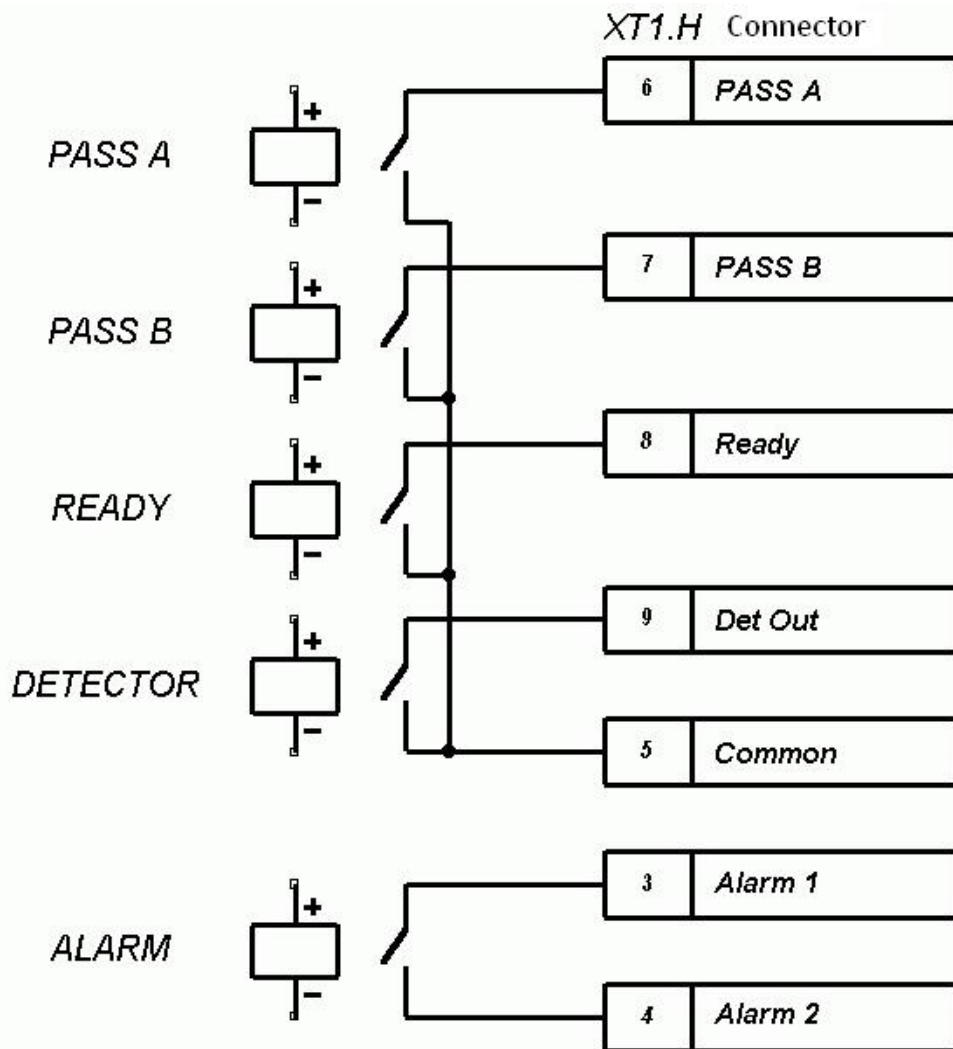 XT1.H Connector
6 PASS A
+
PASS A
-
7 PASS B
+
PASS B
-
8 Ready
+
READY
-
9 Det Out
+
DETECTOR
-
5 Common
3 Alarm 1
+
ALARM
-
4 Alarm 2